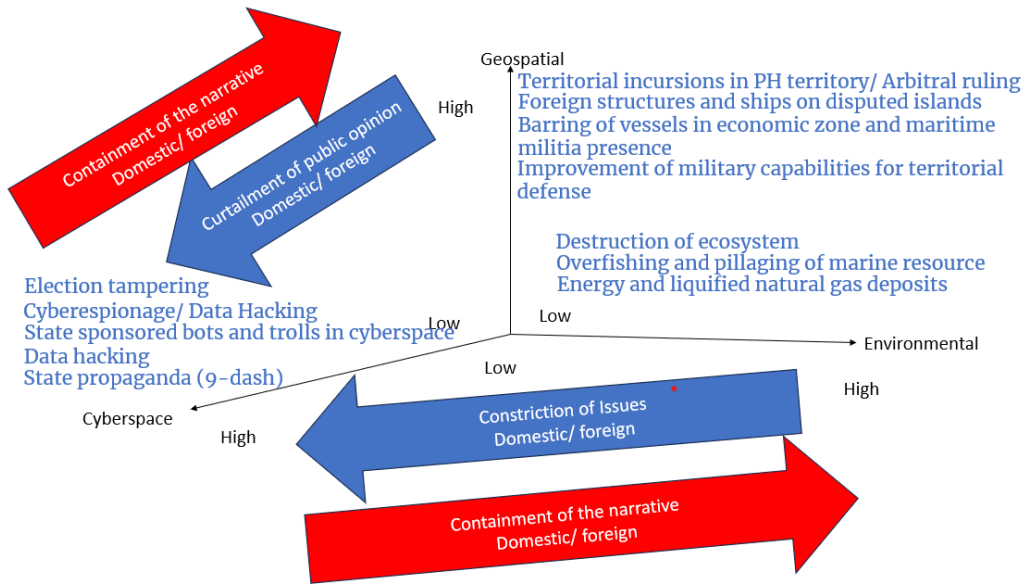 Containment of the narrative
Domestic/ foreign
Curtailment of public opinion
Domestic/ foreign
Geospatial
High
Territorial incursions in PH territory/ Arbitral ruling
Foreign structures and ships on disputed islands
Barring of vessels in economic zone and maritime
militia presence
Improvement of military capabilities for territorial
defense
Destruction of ecosystem
Overfishing and pillaging of marine resource
Energy and liquified natural gas deposits
Election tampering
Cyberespionage/ Data Hacking
State sponsored bots and trolls in cyberspace
Data hacking
State propaganda (9-dash)
Low
Low
Low
Environmental
High
Cyberspace
High
Constriction of Issues
Domestic/ foreign
Containment of the narrative
Domestic/ foreign